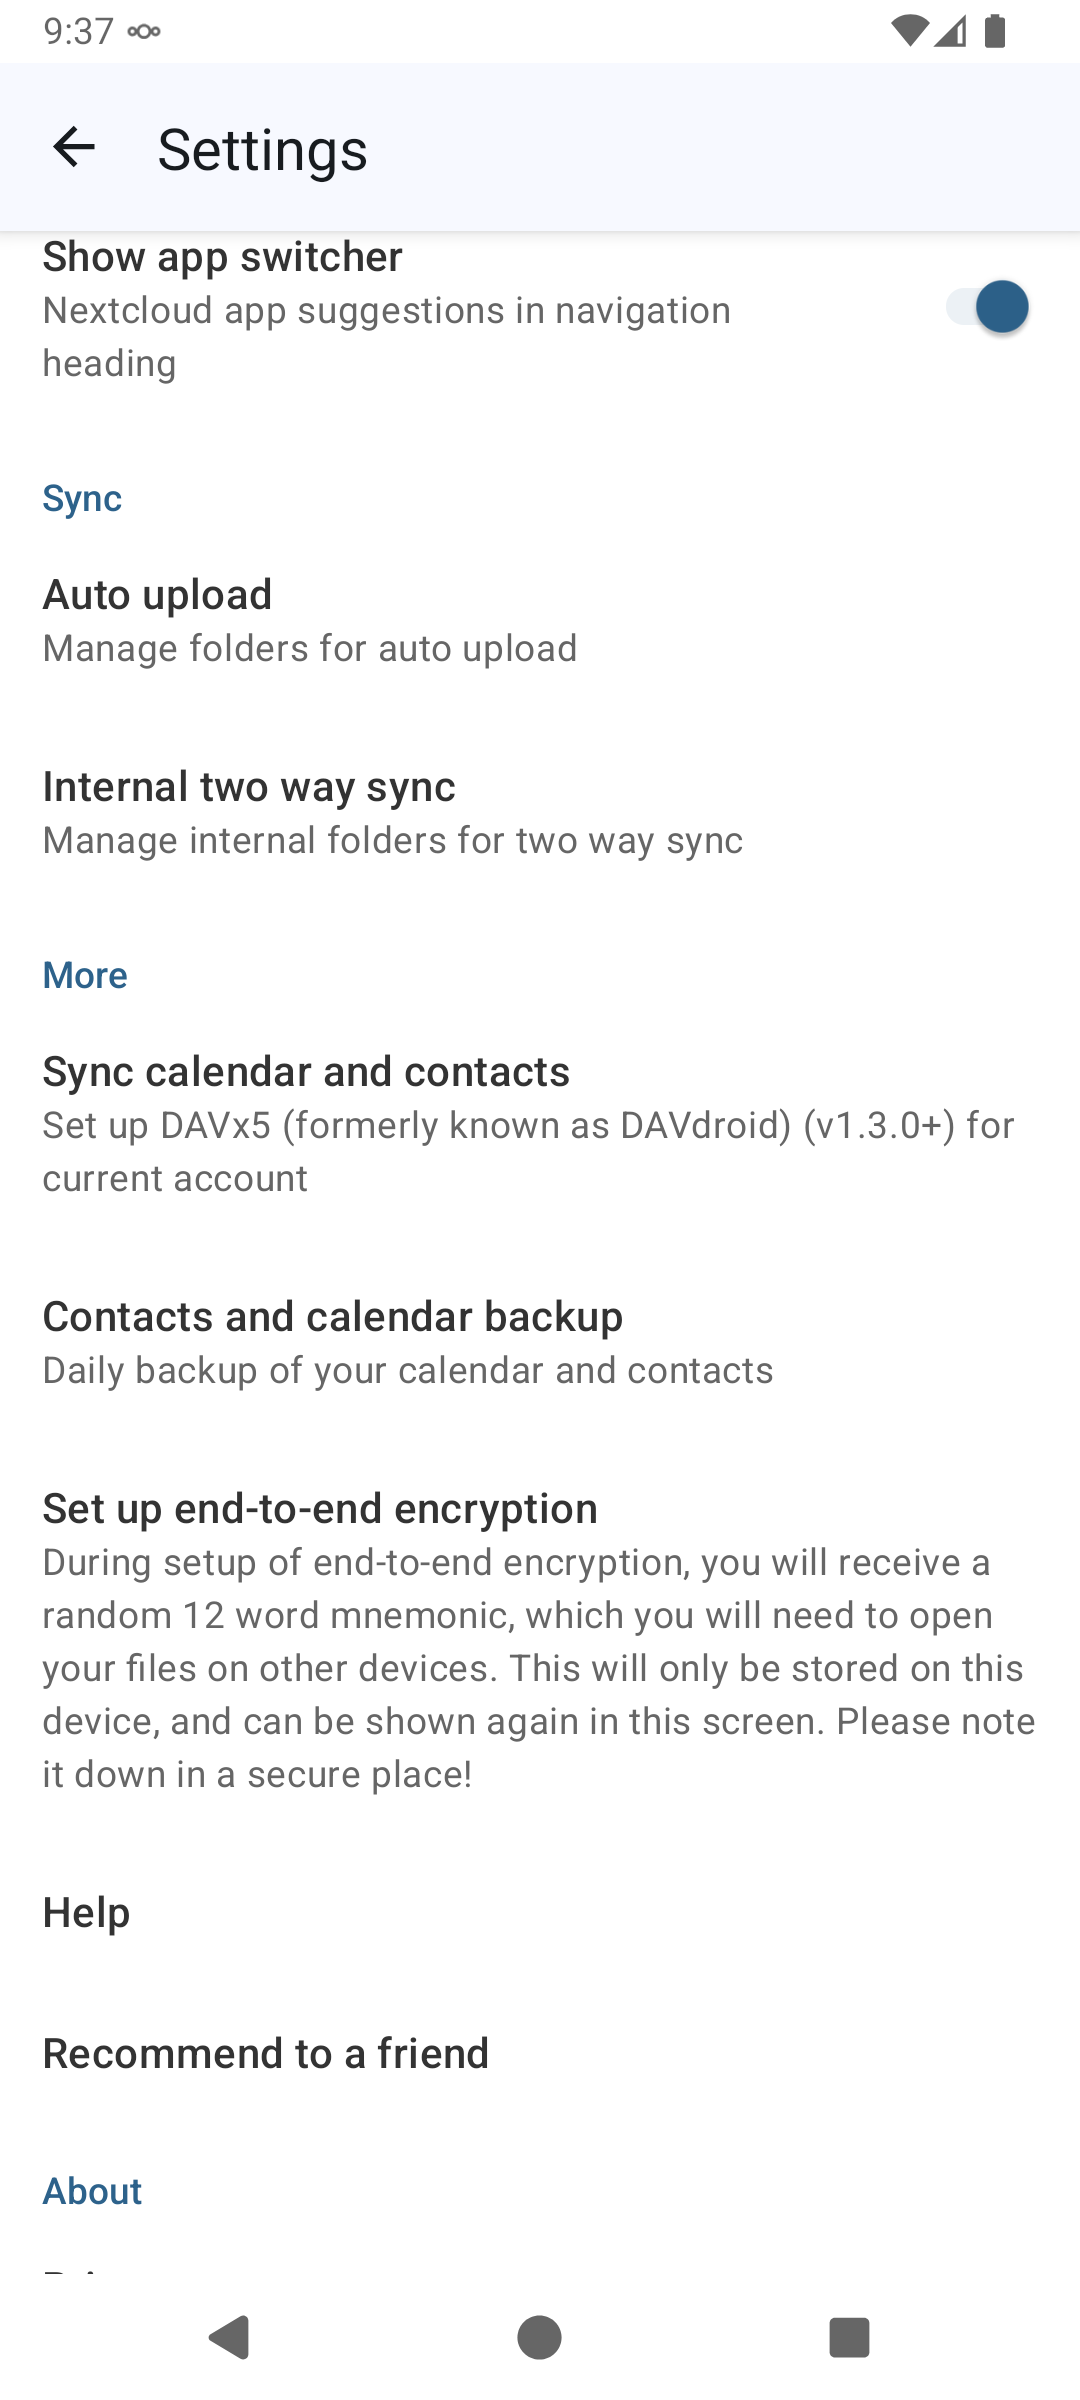 9:37
Settings
Show app switcher
Nextcloud app suggestions in navigation
heading
Sync
Auto upload
Manage folders for auto upload
Internal two way sync
Manage internal folders for two way sync
More
Sync calendar and contacts
Set up DAVx5 (formerly known as DAVdroid) (v1.3.0+) for
current account
Contacts and calendar backup
Daily backup of your calendar and contacts
Set up end-to-end encryption
During setup of end-to-end encryption, you will receive a
random 12 word mnemonic, which you will need to open
your files on other devices. This will only be stored on this
device, and can be shown again in this screen. Please note
it down in a secure place!
Help
Recommend to a friend
About